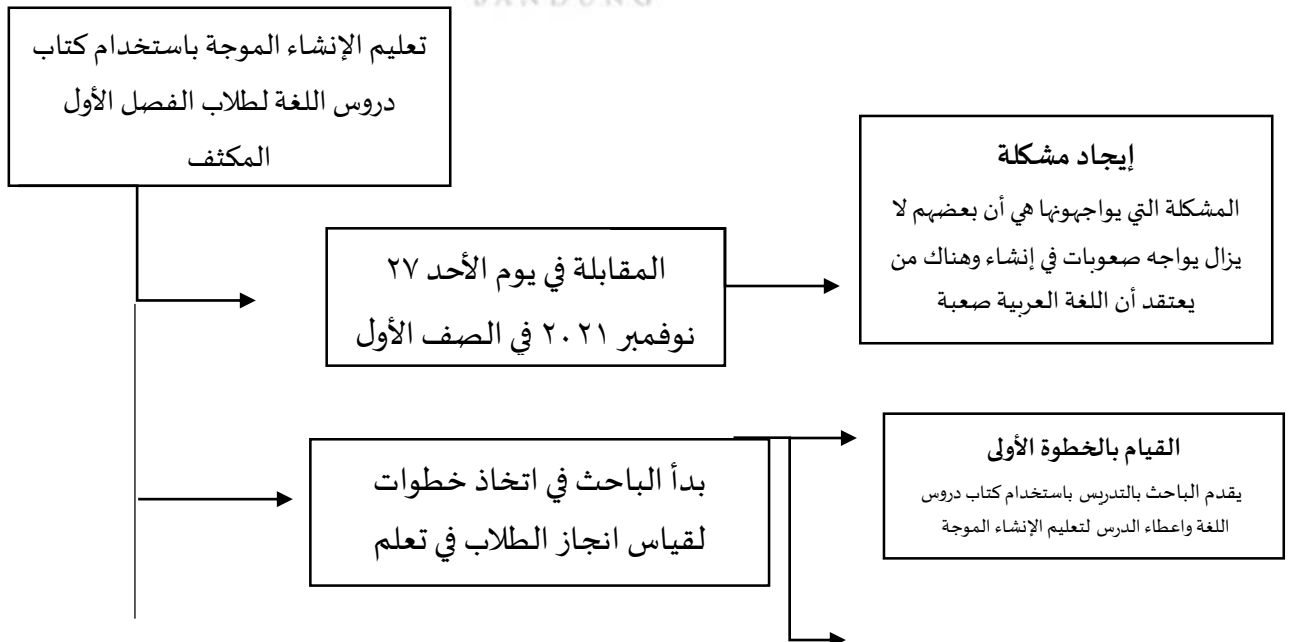 BANDUNG
تعليم الإنشاء الموجة باستخدام كتاب
دروس اللغة لطلاب الفصل الأول
المكثف
إيجاد مشكلة
المشكلة التي يواجهونها هي أن بعضهم لا
يزال يواجه صعوبات في إنشاء وهناك من
يعتقد أن اللغة العربية صعبة
المقابلة في يوم الأحد ٢٧
نوفمبر ٢٠٢١ في الصف الأول
القيام بالخطوة الأولى
يقدم الباحث بالتدريس باستخدام كتاب دروس
اللغة واعطاء الدرس لتعليم الإنشاء الموجة
بدأ الباحث في اتخاذ خطوات
لقياس انجاز الطلاب في تعلم